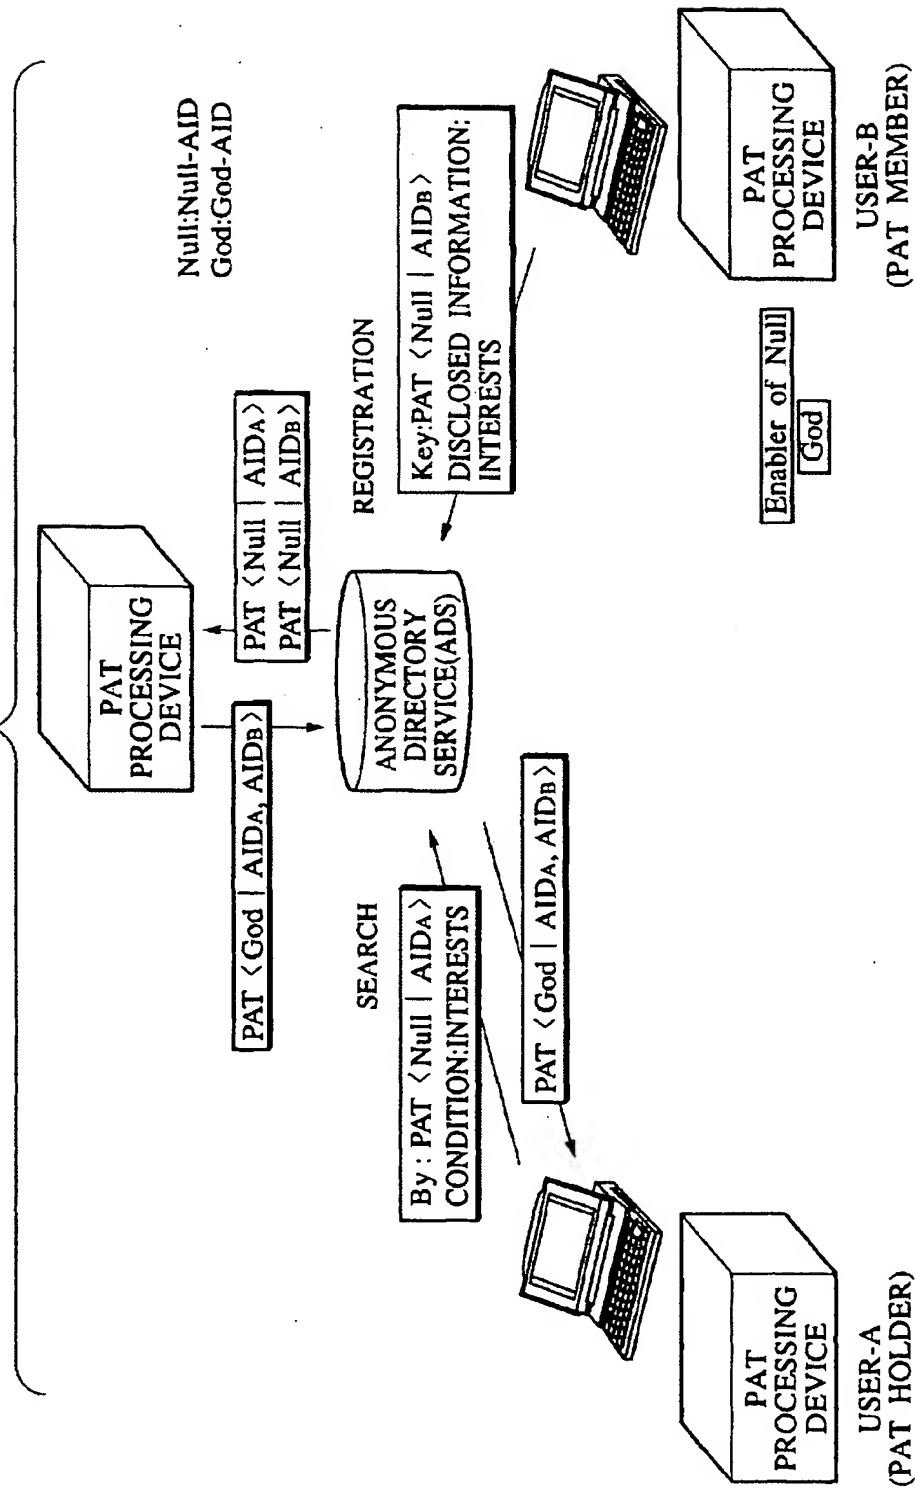 Null:Null-AID
God:God-AID
PAT
PROCESSING
DEVICE
PAT <God | AIDA, AIDB>
PAT <Null | AIDA>
PAT <Null | AIDB>
ANONYMOUS
DIRECTORY
SERVICE(ADS)
SEARCH
By: PAT <Null | AIDA>
CONDITION:INTERESTS
PAT <God | AIDA, AIDB>
REGISTRATION
Key:PAT <Null | AIDB>
DISCLOSED INFORMATION:
INTERESTS
PAT
PROCESSING
DEVICE
USER-A
(PAT HOLDER)
Enabler of Null
God
PAT
PROCESSING
DEVICE
USER-B
(PAT MEMBER)